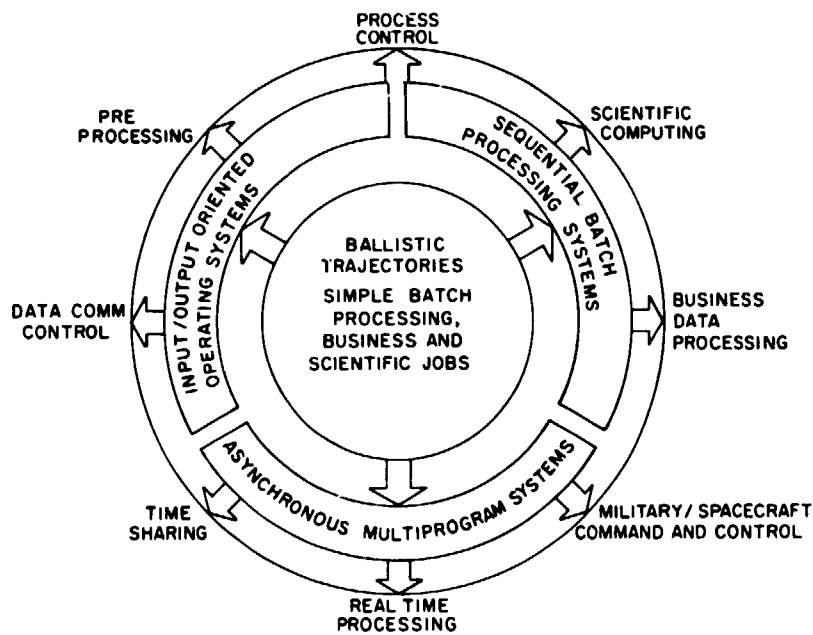 PROCESS
CONTROL
PRE
PROCESSING
SCIENTIFIC
COMPUTING
INPUT/OUTPUT ORIENTED
OPERATING SYSTEMS
SEQUENTIAL BATCH
PROCESSING SYSTEMS
BALLISTIC
TRAJECTORIES
SIMPLE BATCH
PROCESSING,
BUSINESS AND
SCIENTIFIC JOBS
DATA COMM
CONTROL
BUSINESS
DATA
PROCESSING
ASYNCHRONOUS MULTIPROGRAM SYSTEMS
TIME
SHARING
MILITARY/SPACECRAFT
COMMAND AND CONTROL
REAL TIME
PROCESSING